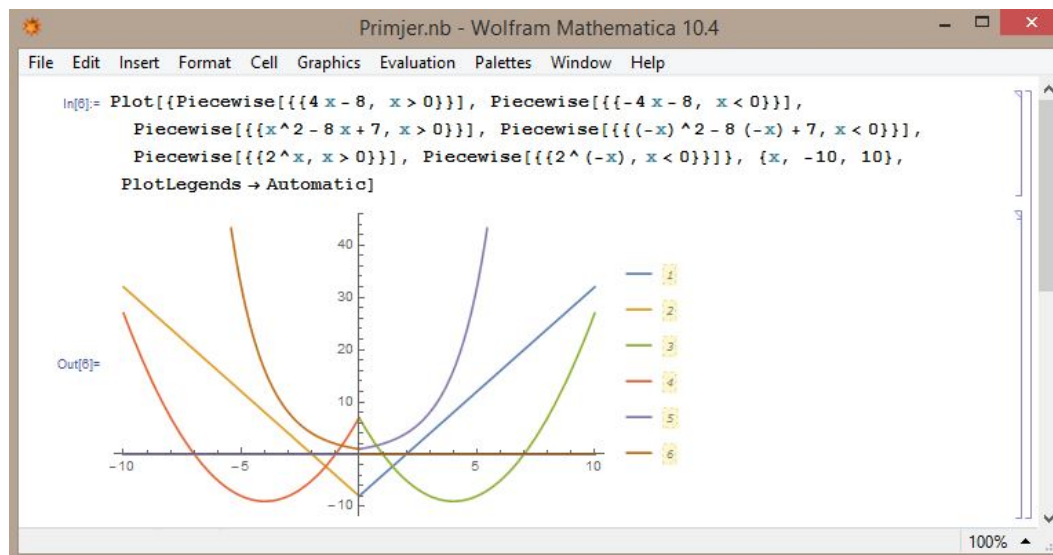 Primjer.nb - Wolfram Mathematica 10.4
File Edit Insert Format Cell Graphics Evaluation Palettes Window Help
In[6]:= Plot[{Piecewise[{{4 x - 8, x > 0}}], Piecewise[{{-4 x - 8, x < 0}}],
Piecewise[{{x^2 - 8 x + 7, x > 0}}], Piecewise[{{(-x)^2 - 8 (-x) + 7, x < 0}}],
Piecewise[{{2^x, x > 0}}], Piecewise[{{2^(-x), x < 0}}]}, {x, -10, 10},
PlotLegends → Automatic]
Out[6]=
40
30
20
10
-10
-10 -5 5 10
1
2
3
4
5
6
100%